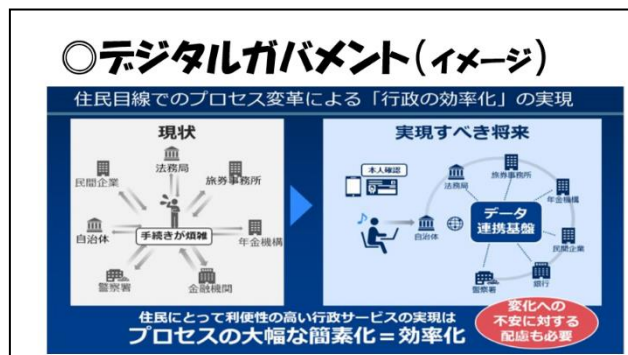 ◎デジタルガバメント(イメージ)
住民目線でのプロセス変革による「行政の効率化」の実現
現状
法務局
民間企業
旅券事務所
自治体
手続きが煩雑
年金機構
警察署
金融機関
実現すべき将来
本人確認
法務局
旅券事務所
年金機構
自治体
データ
連携基盤
民間企業
警察署
銀行
住民にとって利便性の高い行政サービスの実現は
プロセスの大幅な簡素化=効率化
変化への
不安に対する
配慮も必要